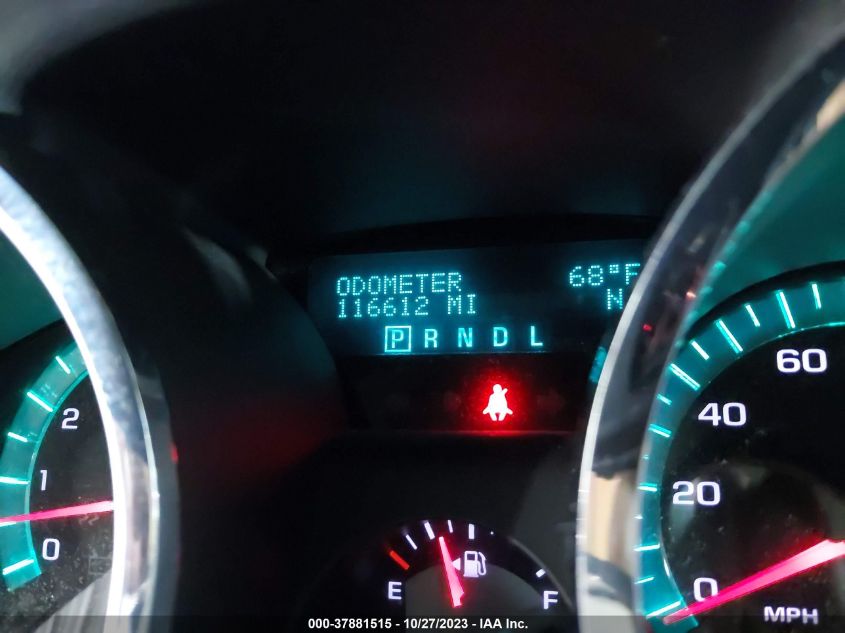 ODOMETER 68°F
116612 MI N
P R N D L
2
1
0
E F
60
40
20
0
MPH
000-37881515 - 10/27/2023 - IAA Inc.